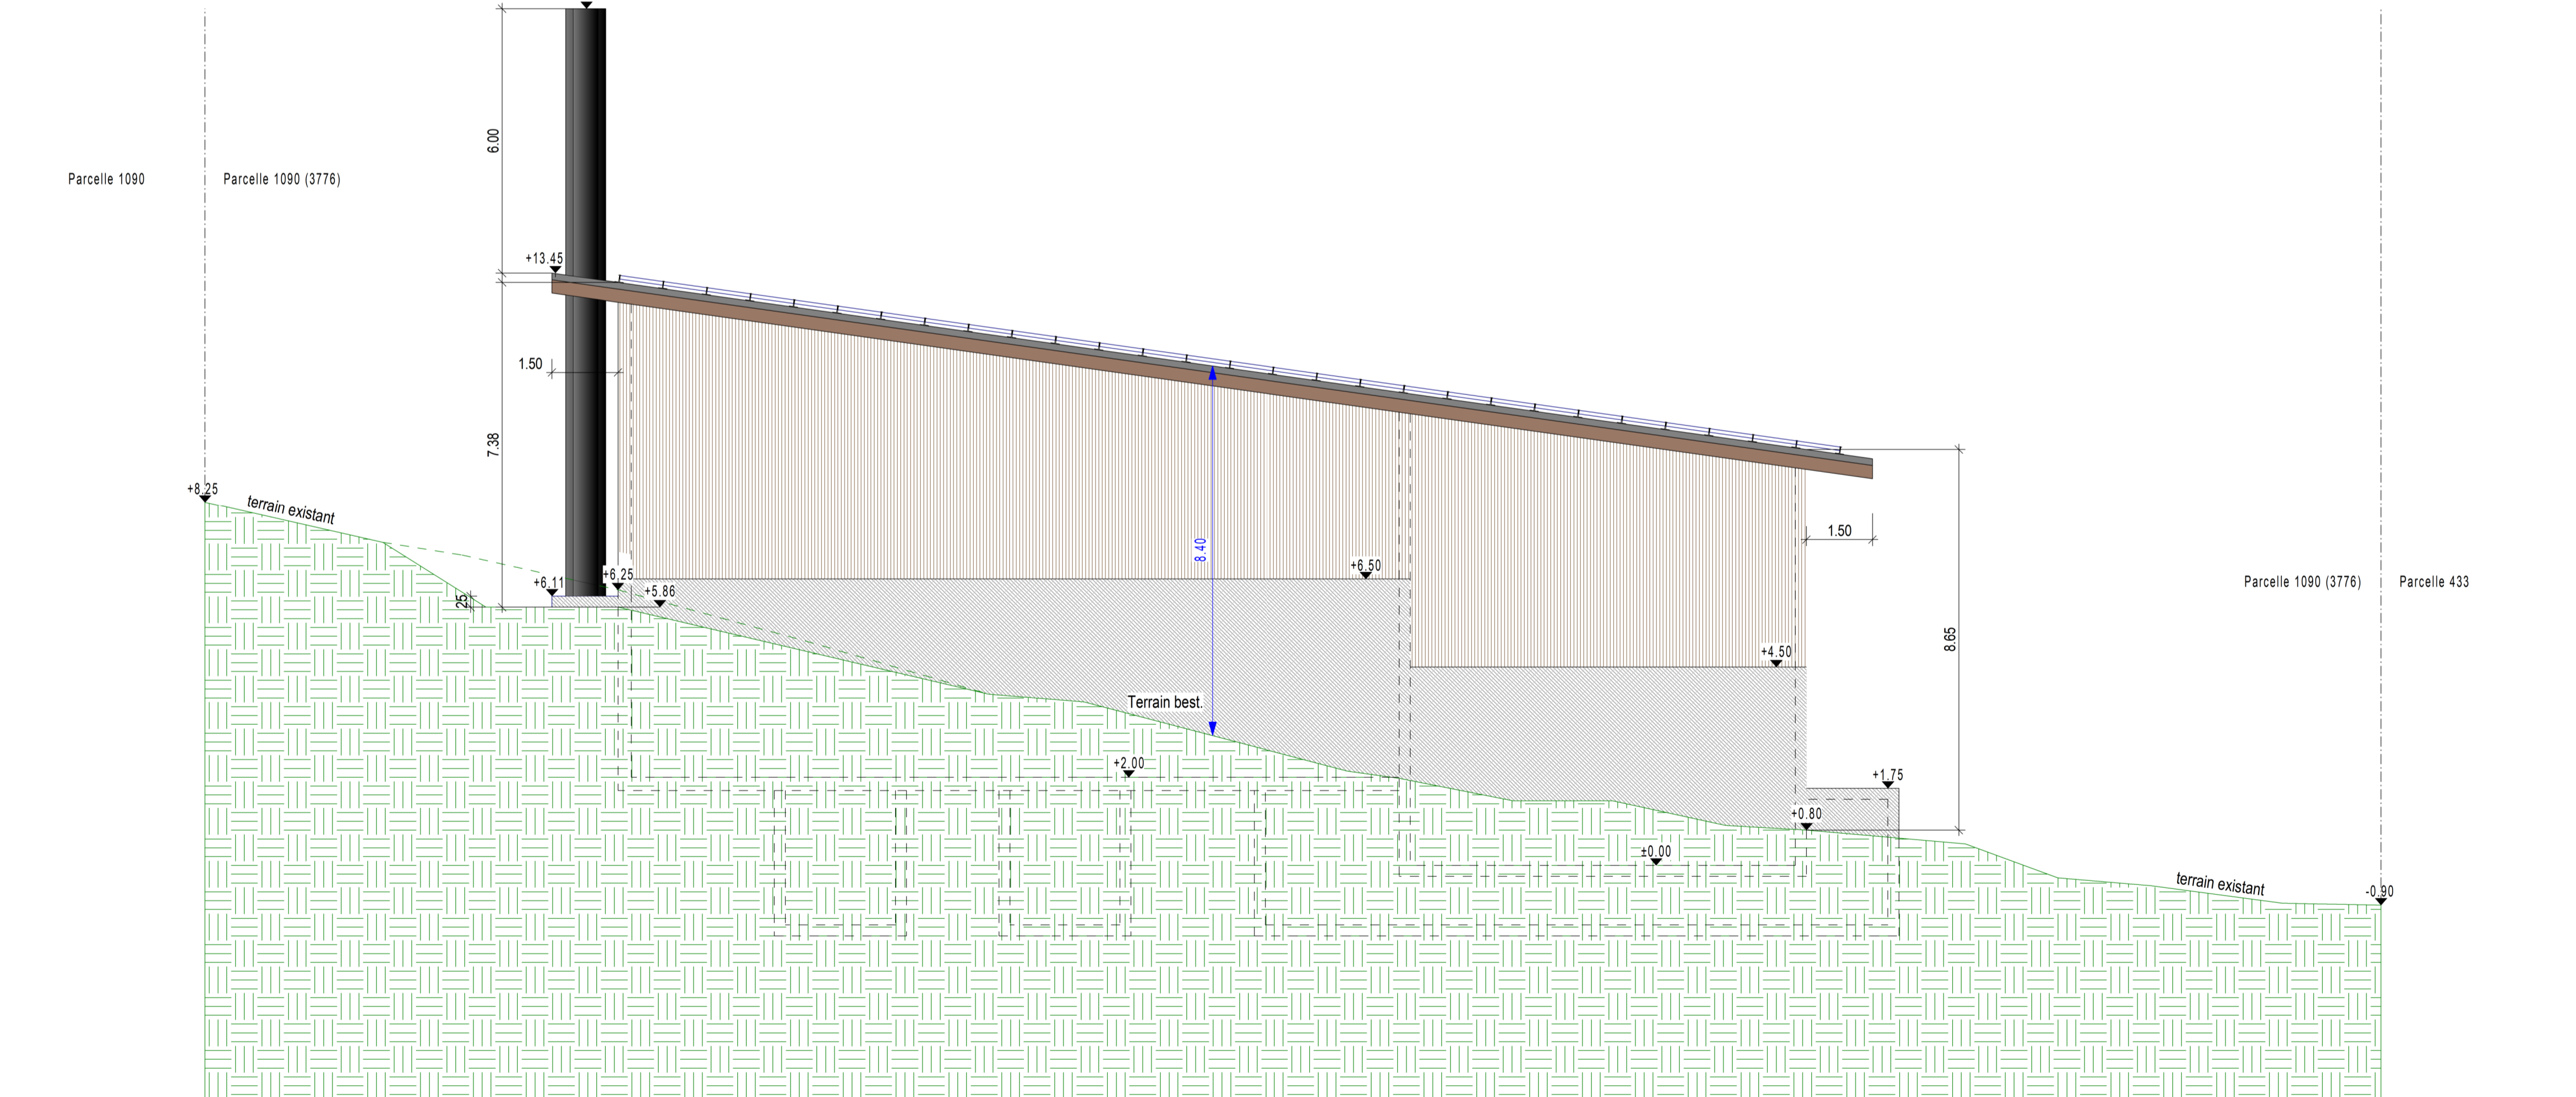 6.00
Parcelle 1090
Parcelle 1090 (3776)
+13.45
1.50
7.38
+8.25
terrain existant
8.40
1.50
+6.50
+6.11
+6.25
+5.86
25
Parcelle 1090 (3776)
Parcelle 433
8.65
+4.50
Terrain best.
+2.00
+1.75
+0.80
±0.00
terrain existant
-0.90